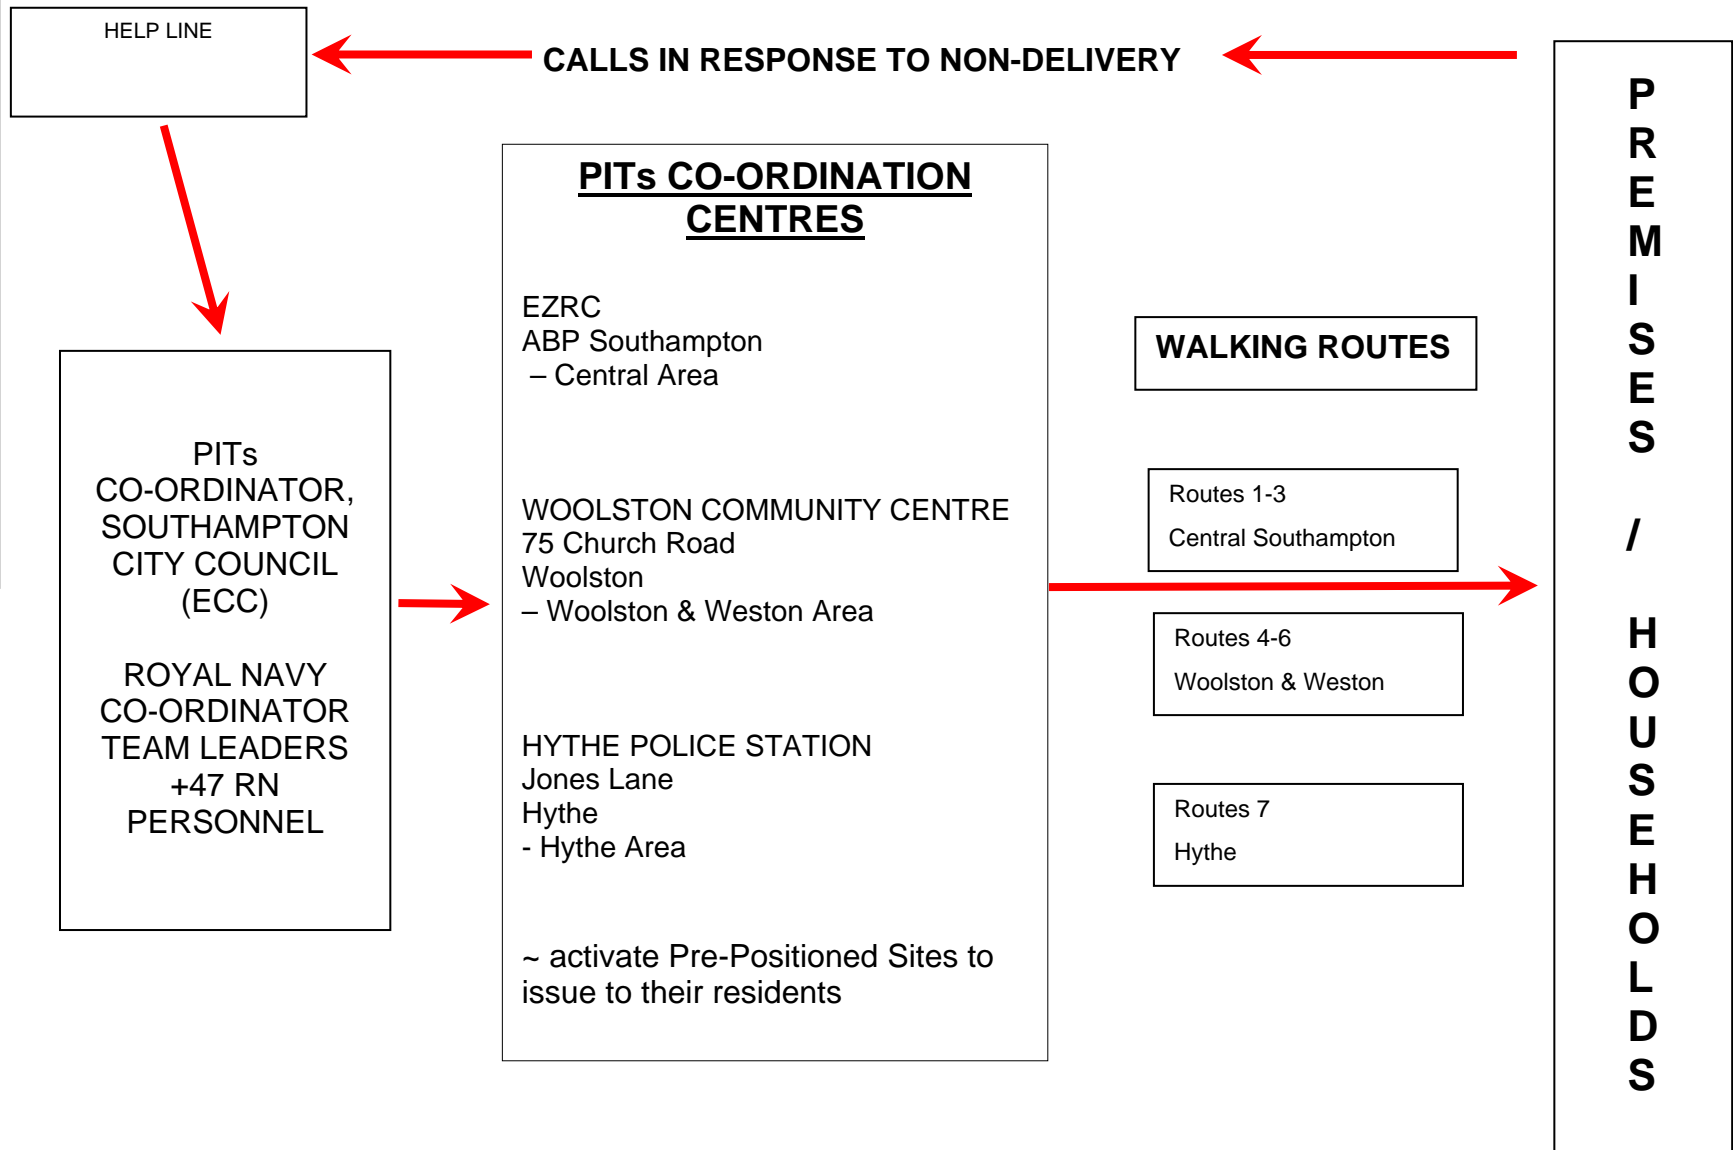 HELP LINE
CALLS IN RESPONSE TO NON-DELIVERY
PITs
CO-ORDINATOR,
SOUTHAMPTON
CITY COUNCIL
(ECC)
ROYAL NAVY
CO-ORDINATOR
TEAM LEADERS
+47 RN
PERSONNEL
PITs CO-ORDINATION
CENTRES
EZRC
ABP Southampton
– Central Area
WOOLSTON COMMUNITY CENTRE
75 Church Road
Woolston
– Woolston & Weston Area
HYTHE POLICE STATION
Jones Lane
Hythe
- Hythe Area
~ activate Pre-Positioned Sites to
issue to their residents
WALKING ROUTES
Routes 1-3
Central Southampton
Routes 4-6
Woolston & Weston
Routes 7
Hythe
PREMISES / HOUSEHOLDS